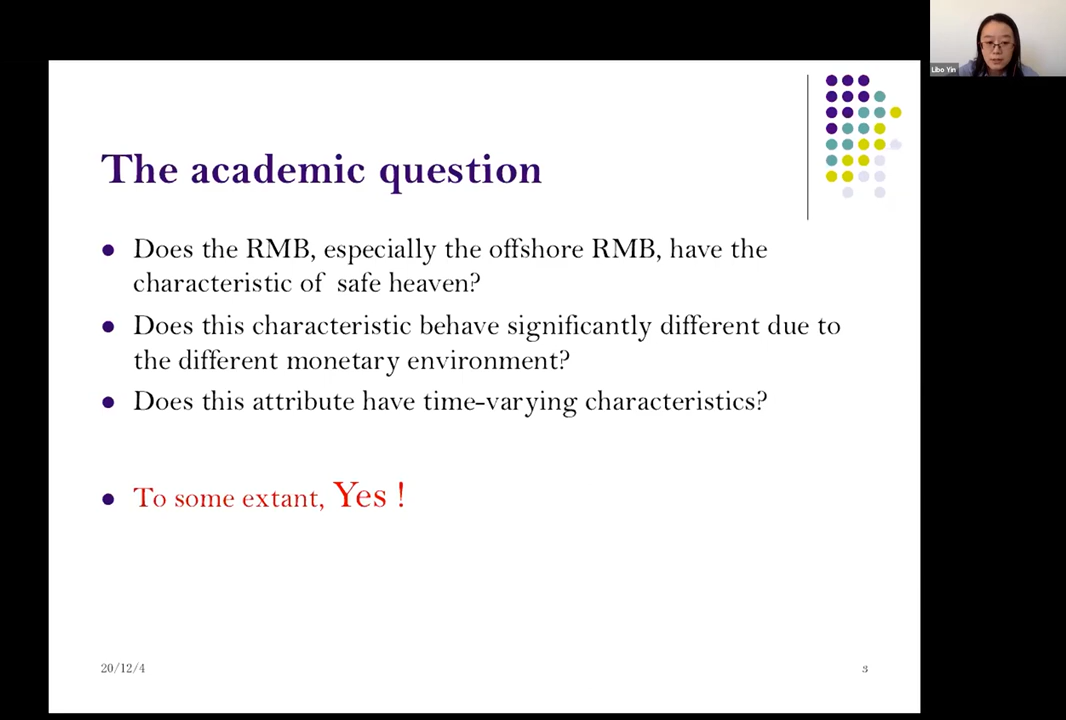 Libo Yin
The academic question
Does the RMB, especially the offshore RMB, have the
characteristic of safe heaven?
Does this characteristic behave significantly different due to
the different monetary environment?
Does this attribute have time-varying characteristics?
To some extant, Yes !
20/12/4
3